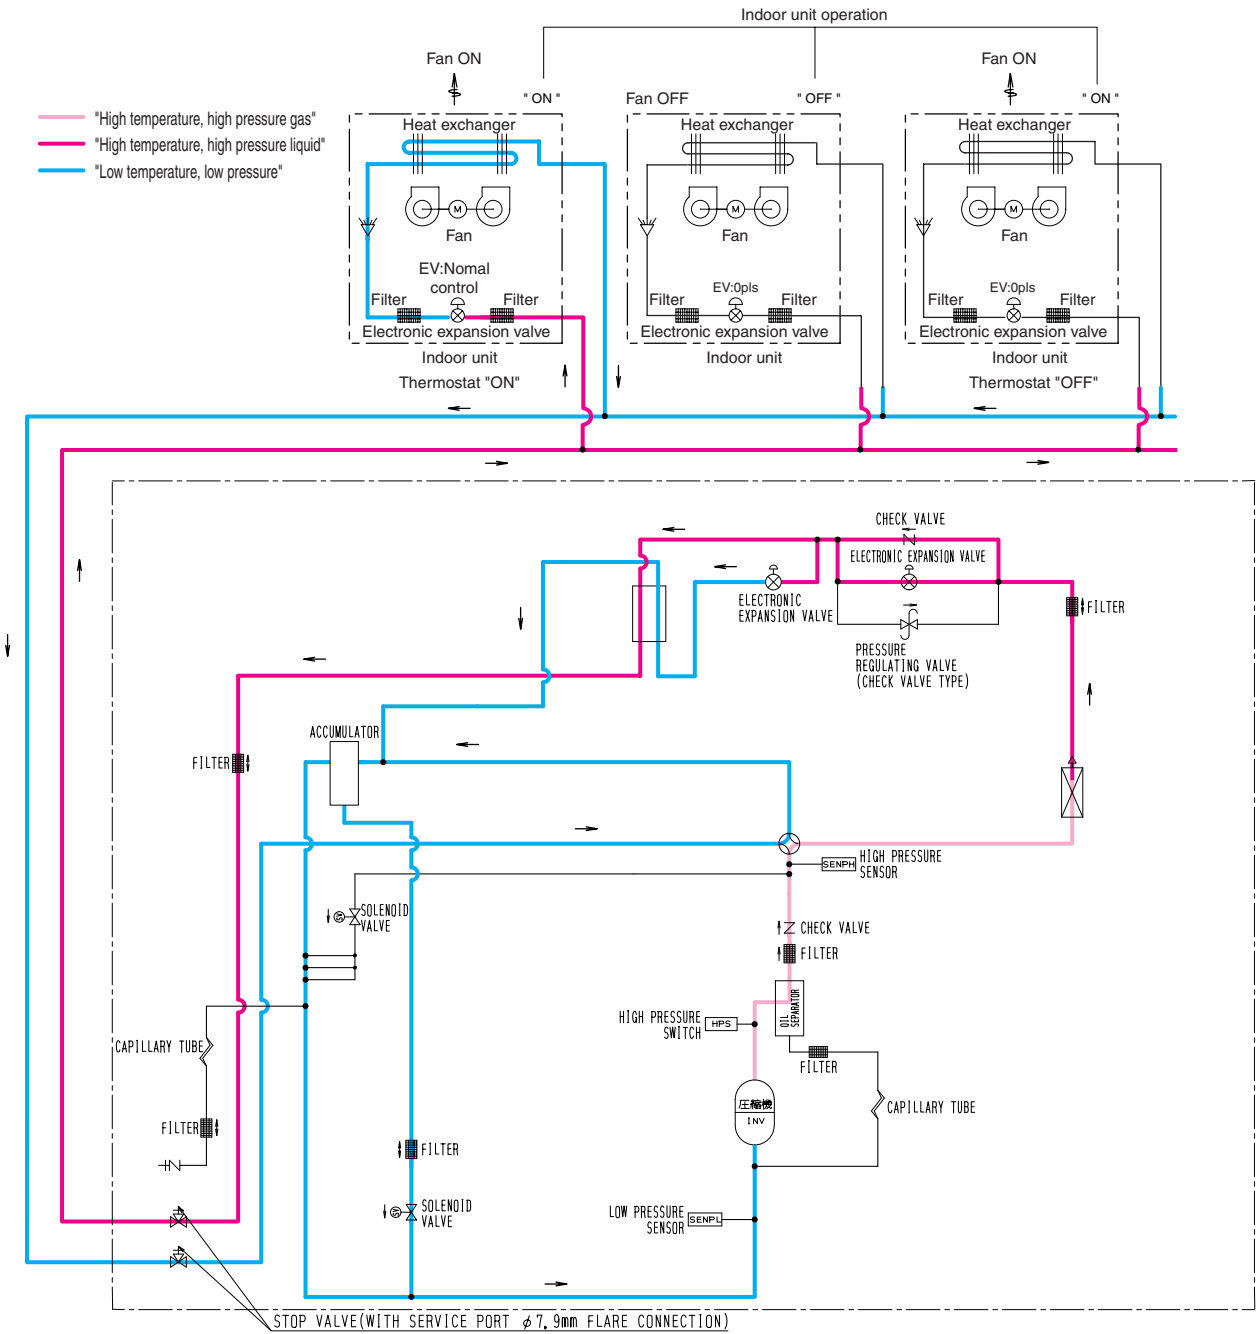 Indoor unit operation
Fan ON
Fan ON
" ON "
Fan OFF
" OFF "
" ON "
"High temperature, high pressure gas"
"High temperature, high pressure liquid"
"Low temperature, low pressure"
Heat exchanger
Heat exchanger
Heat exchanger
M
M
M
Fan
Fan
Fan
EV:Nomal
control
EV:0pls
EV:0pls
Filter
Filter
Filter
Filter
Filter
Filter
Electronic expansion valve
Electronic expansion valve
Electronic expansion valve
Indoor unit
Indoor unit
Indoor unit
Thermostat "ON"
Thermostat "OFF"
CHECK VALVE
ELECTRONIC EXPANSION VALVE
ELECTRONIC
EXPANSION VALVE
FILTER
PRESSURE
REGULATING VALVE
(CHECK VALVE TYPE)
ACCUMULATOR
FILTER
SENPH
HIGH PRESSURE
SENSOR
SOLENOID
VALVE
CHECK VALVE
FILTER
OIL
SEPARATOR
HIGH PRESSURE
SWITCH
HPS
CAPILLARY TUBE
FILTER
圧縮機
INV
CAPILLARY TUBE
FILTER
FILTER
SOLENOID
VALVE
LOW PRESSURE
SENSOR
SENPL
STOP VALVE(WITH SERVICE PORT φ7.9mm FLARE CONNECTION)